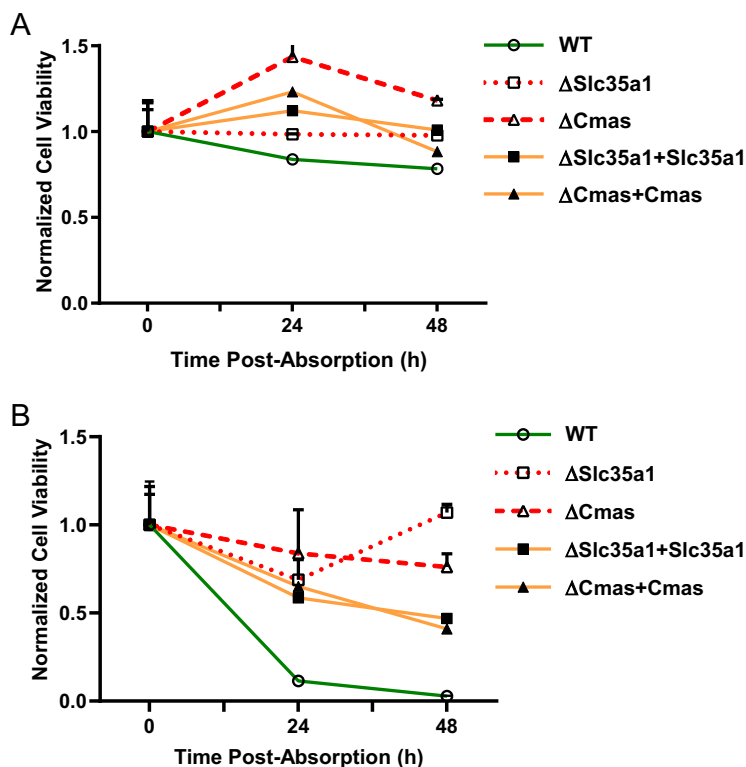 A
Normalized Cell Viability
1.5
1.0
0.5
0.0
0
24
48
Time Post-Absorption (h)
WT
ΔSlc35a1
ΔCmas
ΔSlc35a1+Slc35a1
ΔCmas+Cmas
B
Normalized Cell Viability
1.5
1.0
0.5
0.0
0
24
48
Time Post-Absorption (h)
WT
ΔSlc35a1
ΔCmas
ΔSlc35a1+Slc35a1
ΔCmas+Cmas